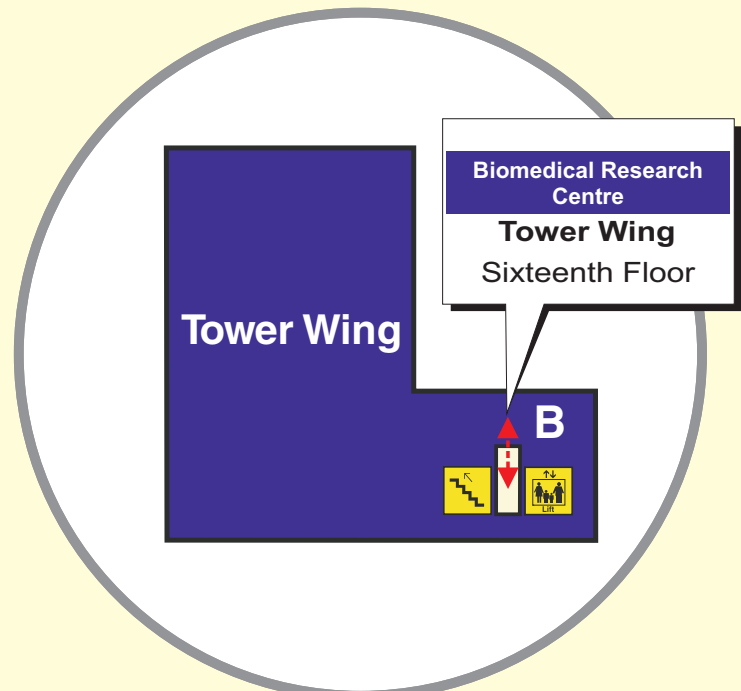 Biomedical Research
Centre
Tower Wing
Sixteenth Floor
Tower Wing
B
Lift